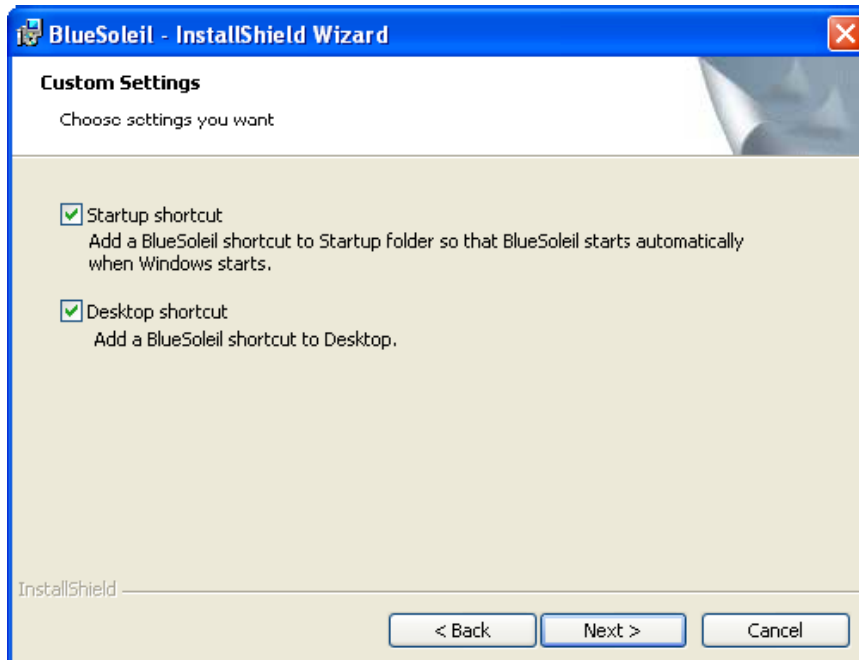 BlueSoleil - InstallShield Wizard
Custom Settings
Choose settings you want
Startup shortcut
Add a BlueSoleil shortcut to Startup folder so that BlueSoleil starts automatically
when Windows starts.
Desktop shortcut
Add a BlueSoleil shortcut to Desktop.
InstallShield
< Back Next > Cancel